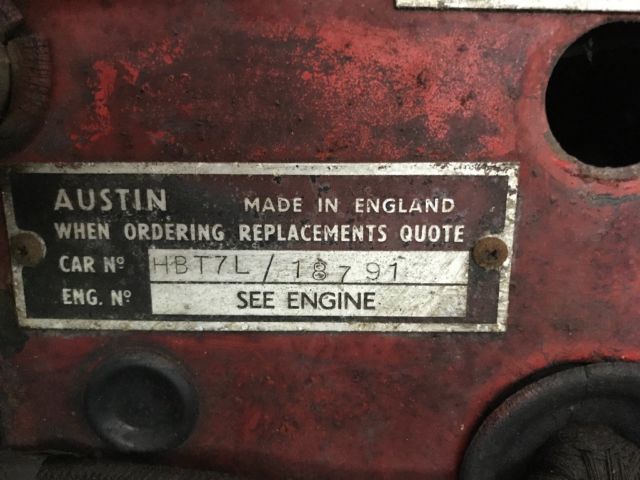 AUSTIN MADE IN ENGLAND
WHEN ORDERING REPLACEMENTS QUOTE
CAR Nº HBT7L/18791
ENG. Nº SEE ENGINE